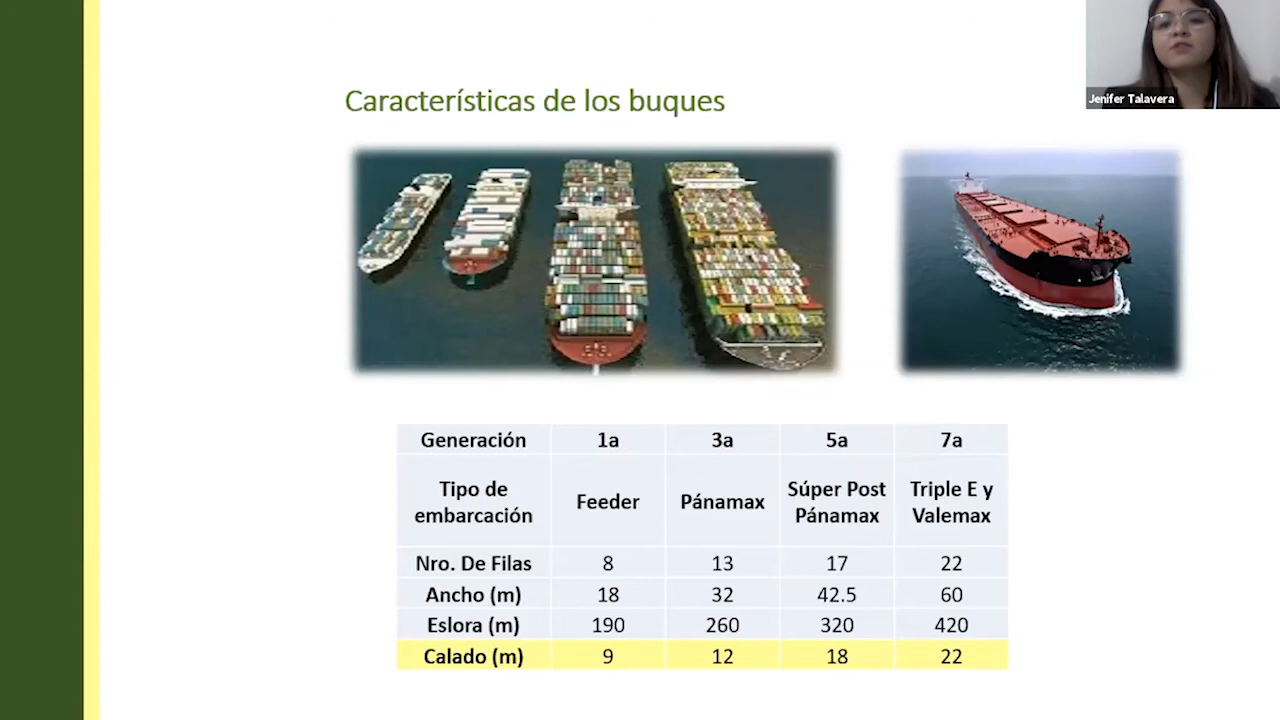 Jenífer Talavera
Características de los buques
Generación 1a 3a 5a 7a
Tipo de embarcación Feeder Pánamax Súper Post Pánamax Triple E y Valemax
Nro. De Filas 8 13 17 22
Ancho (m) 18 32 42.5 60
Eslora (m) 190 260 320 420
Calado (m) 9 12 18 22